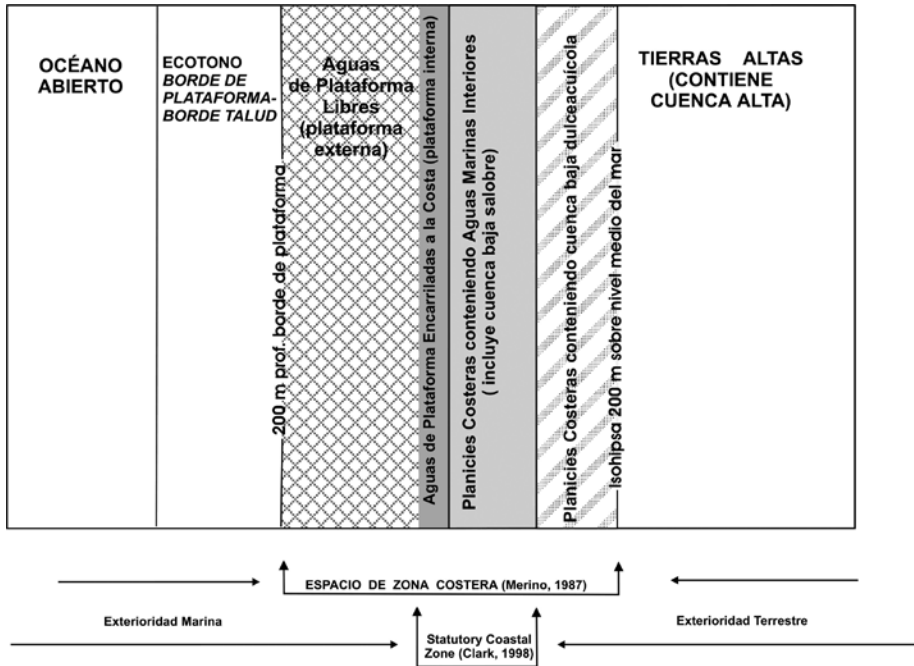 OCÉANO
ABIERTO
ECOTONO
BORDE DE
PLATAFORMA-
BORDE TALUD
200 m prof. borde de plataforma.
Aguas
de Plataforma
Libres
(plataforma
externa)
Aguas de Plataforma Encarriladas a la Costa (plataforma interna)
Planicies Costeras conteniendo Aguas Marinas Interiores
( incluye cuenca baja salobre)
Planicies Costeras conteniendo cuenca baja dulceacuícola
Isohipsa 200 m sobre nivel medio del mar
TIERRAS ALTAS
(CONTIENE
CUENCA ALTA)
ESPACIO DE ZONA COSTERA (Merino, 1987)
Exterioridad Marina
Statutory Coastal
Zone (Clark, 1998)
Exterioridad Terrestre